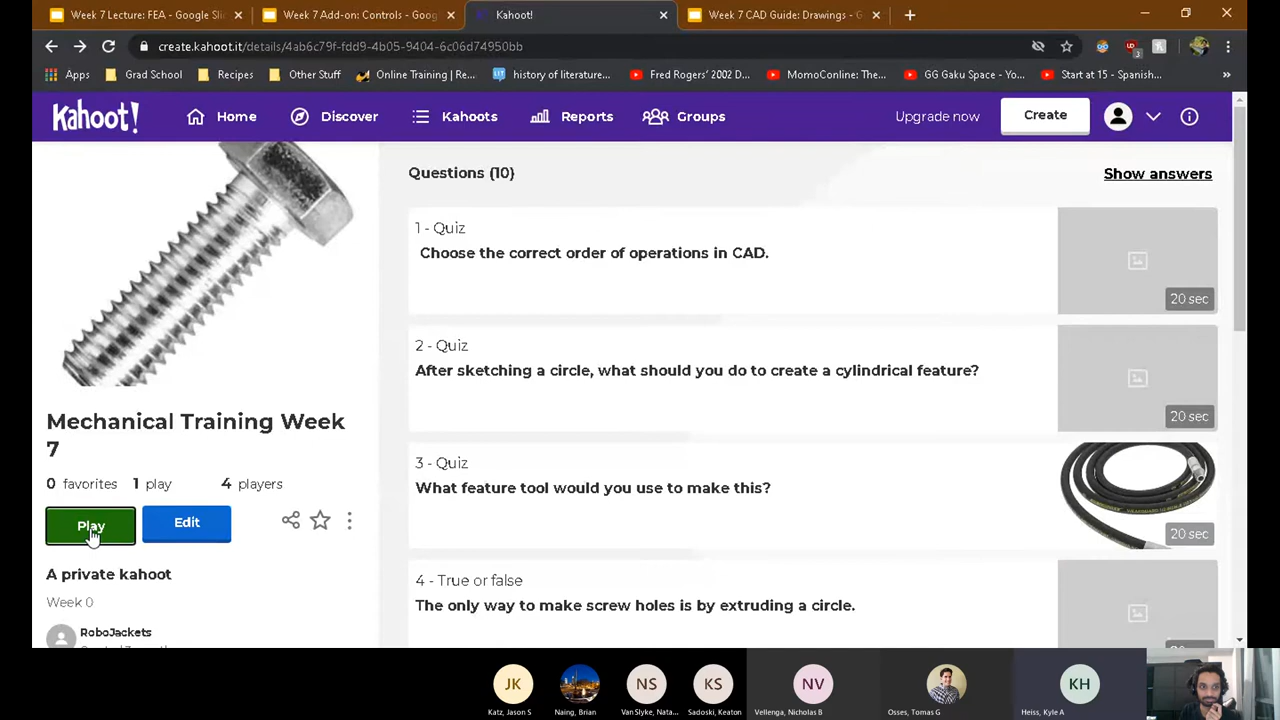 Week 7 Lecture: FEA - Google Sli
Week 7 Add-on: Controls - Goog
Kahoot!
Week 7 CAD Guide: Drawings - G
create.kahoot.it/details/4ab6c79f-fdd9-4b05-9404-6c06d74950bb
3
Apps
Grad School
Recipes
Other Stuff
Online Training | Re...
LIT
history of literature...
Fred Rogers' 2002 D...
MomoConline: The...
GG Gaku Space - Yo...
Start at 15 - Spanish...
»
Kahoot!
Home
Discover
Kahoots
Reports
Groups
Upgrade now
Create
Questions (10)
Show answers
1 - Quiz
Choose the correct order of operations in CAD.
20 sec
2 - Quiz
After sketching a circle, what should you do to create a cylindrical feature?
20 sec
3 - Quiz
What feature tool would you use to make this?
20 sec
4 - True or false
The only way to make screw holes is by extruding a circle.
Mechanical Training Week
7
0 favorites 1 play 4 players
Play
Edit
A private kahoot
Week 0
RoboJackets
JK
NS
KS
NV
KH
Katz, Jason S
Naing, Brian
Van Slyke, Nata...
Sadoski, Keaton
Vellenga, Nicholas B
Osses, Tomas G
Heiss, Kyle A